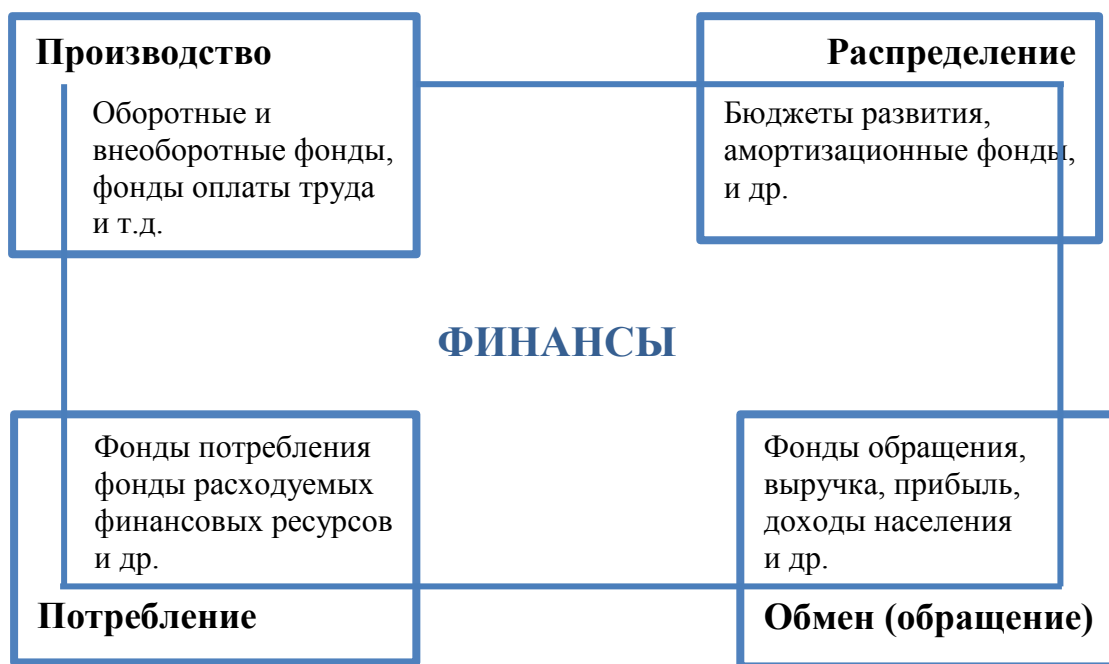 Производство
Оборотные и
внеоборотные фонды,
фонды оплаты труда
и т.д.
Распределение
Бюджеты развития,
амортизационные фонды,
и др.
ФИНАНСЫ
Фонды потребления
фонды расходуемых
финансовых ресурсов
и др.
Потребление
Фонды обращения,
выручка, прибыль,
доходы населения
и др.
Обмен (обращение)